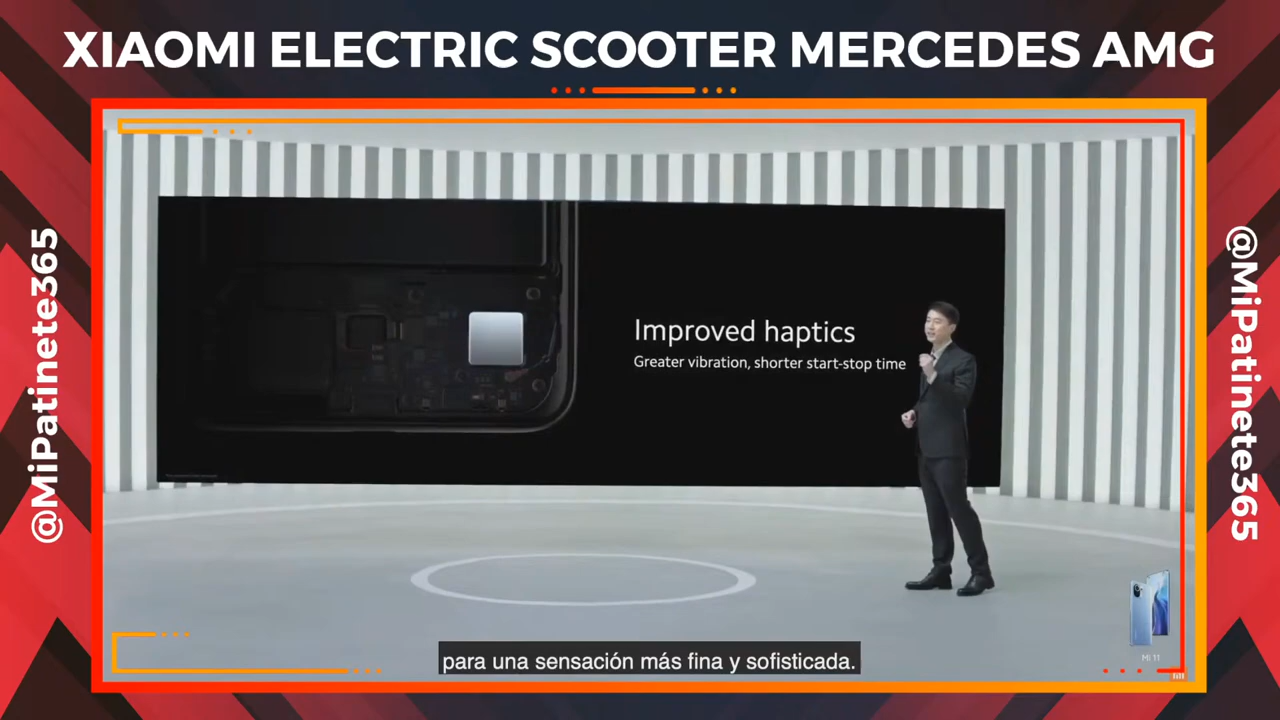 XIAOMI ELECTRIC SCOOTER MERCEDES AMG
@MiPatinete365
@MiPatinete365
Improved haptics
Greater vibration, shorter start-stop time
para una sensación más fina y sofisticada.
MI 11